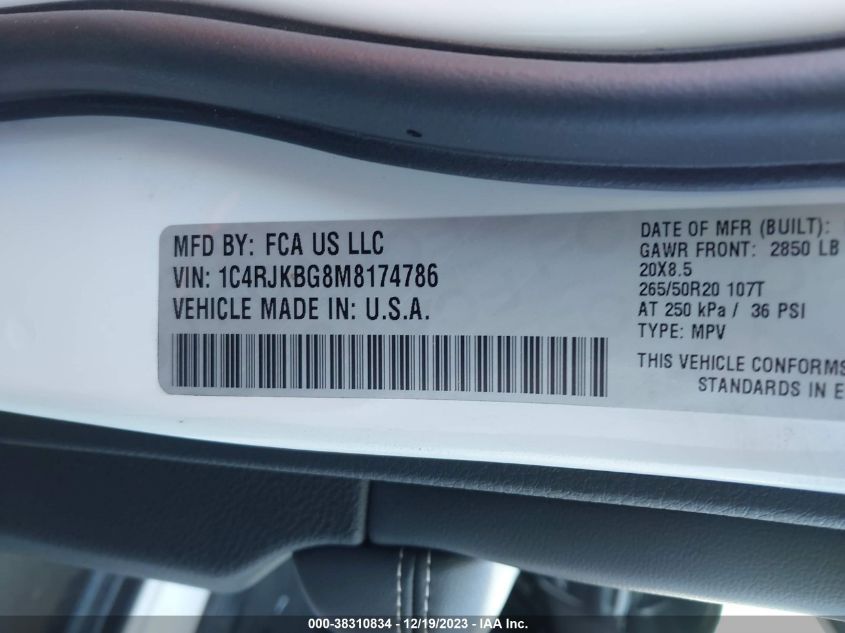 MFD BY: FCA US LLC
VIN: 1C4RJKBG8M8174786
VEHICLE MADE IN: U.S.A.
DATE OF MFR (BUILT):
GAWR FRONT: 2850 LB
20X8.5
265/50R20 107T
AT 250 kPa / 36 PSI
TYPE: MPV
THIS VEHICLE CONFORMS
STANDARDS IN E
000-38310834 - 12/19/2023 - IAA Inc.